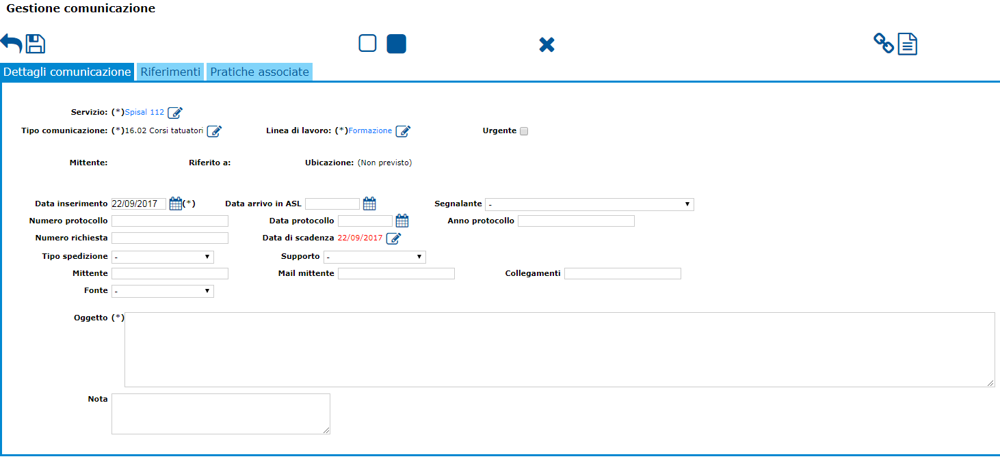 Gestione comunicazione
Dettagli comunicazione Riferimenti Pratiche associate
Servizio: (*)Spisal 112
Tipo comunicazione: (*)16.02 Corsi tatuatori Linea di lavoro: (*)Formazione Urgente
Mittente: Riferito a: Ubicazione: (Non previsto)
Data inserimento 22/09/2017 (*) Data arrivo in ASL Segnalante -
Numero protocollo Data protocollo Anno protocollo
Numero richiesta Data di scadenza 22/09/2017
Tipo spedizione - Supporto -
Mittente Mail mittente Collegamenti
Fonte -
Oggetto (*)
Nota